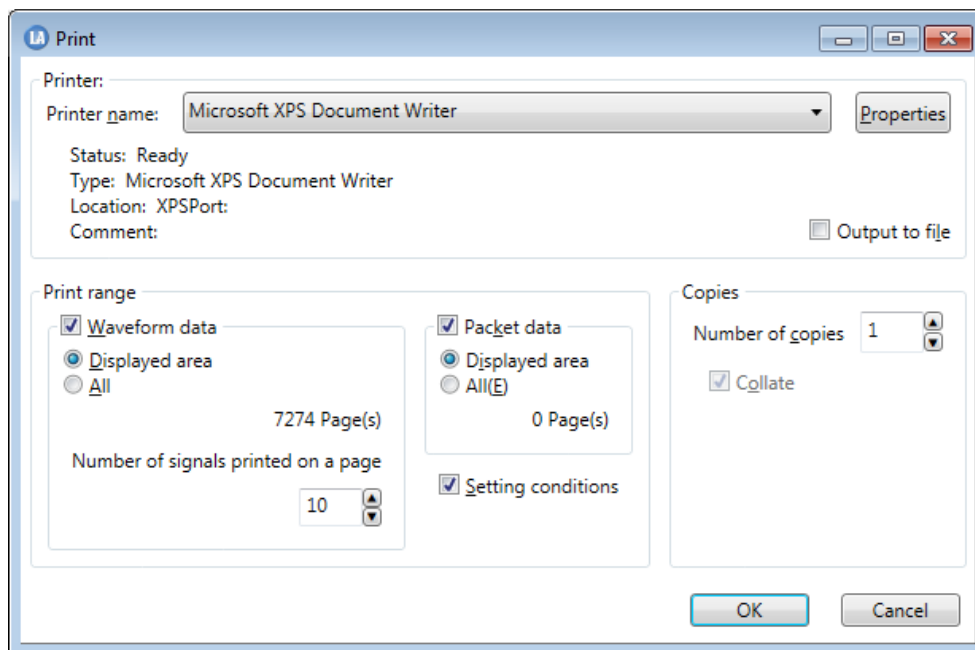 LA Print
Printer:
Printer name: Microsoft XPS Document Writer Properties
Status: Ready
Type: Microsoft XPS Document Writer
Location: XPSPort:
Comment:
Output to file
Print range
Copies
Waveform data
Packet data
Number of copies 1
Displayed area
Displayed area
All
All(E)
Collate
7274 Page(s)
0 Page(s)
Number of signals printed on a page
10
Setting conditions
OK Cancel